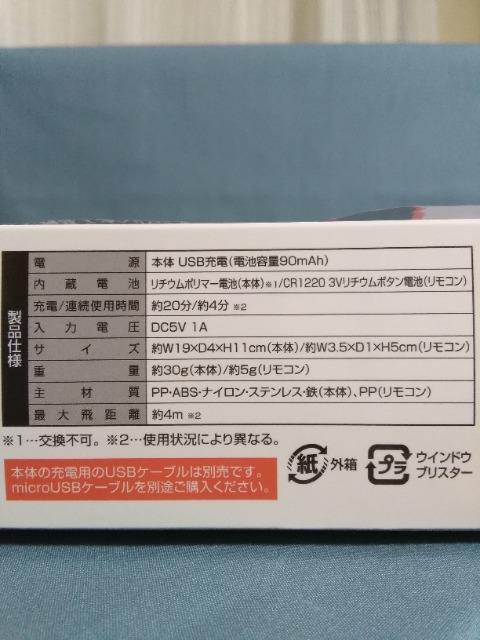 製品仕様
電源 本体 USB充電(電池容量90mAh)
内蔵電池 リチウムポリマー電池(本体)※1/CR1220 3Vリチウムボタン電池(リモコン)
充電/連続使用時間 約20分/約4分 ※2
入力電圧 DC5V 1A
サイズ 約W19×D4×H11cm(本体)/約W3.5×D1×H5cm(リモコン)
重量 約30g(本体)/約5g(リモコン)
主材質 PP・ABS・ナイロン・ステンレス・鉄(本体)、PP(リモコン)
最大飛距離 約4m ※2
※1…交換不可。※2…使用状況により異なる。
本体の充電用のUSBケーブルは別売です。
microUSBケーブルを別途ご購入ください。
紙 外箱
プラ ウインドウ
ブリスター